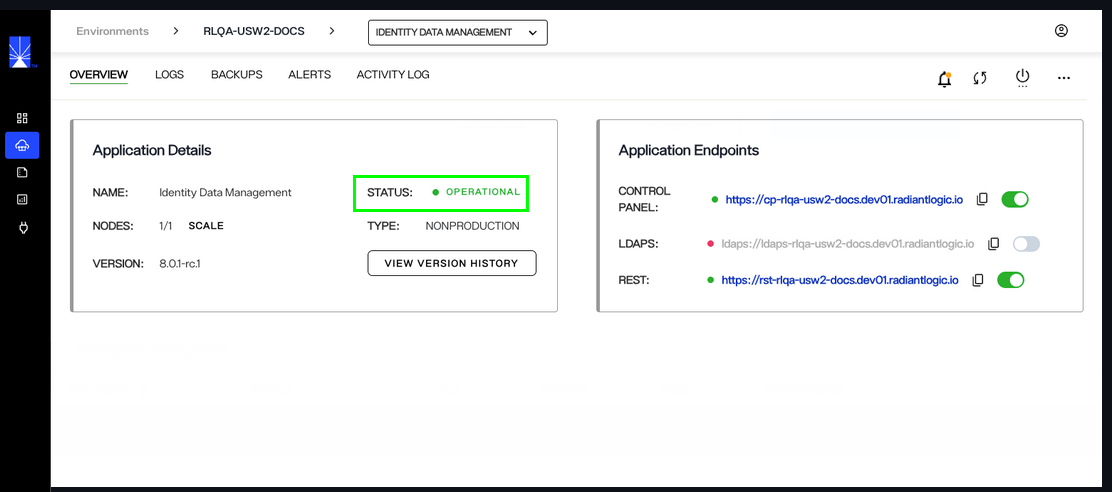 Environments > RLQA-USW2-DOCS > IDENTITY DATA MANAGEMENT
OVERVIEW LOGS BACKUPS ALERTS ACTIVITY LOG
Application Details
NAME: Identity Data Management STATUS: OPERATIONAL
NODES: 1/1 SCALE TYPE: NONPRODUCTION
VERSION: 8.0.1-rc.1 VIEW VERSION HISTORY
Application Endpoints
CONTROL
PANEL: https://cp-rlqa-usw2-docs.dev01.radiantlogic.io
LDAPS: ldaps://ldaps-rlqa-usw2-docs.dev01.radiantlogic.io
REST: https://rst-rlqa-usw2-docs.dev01.radiantlogic.io